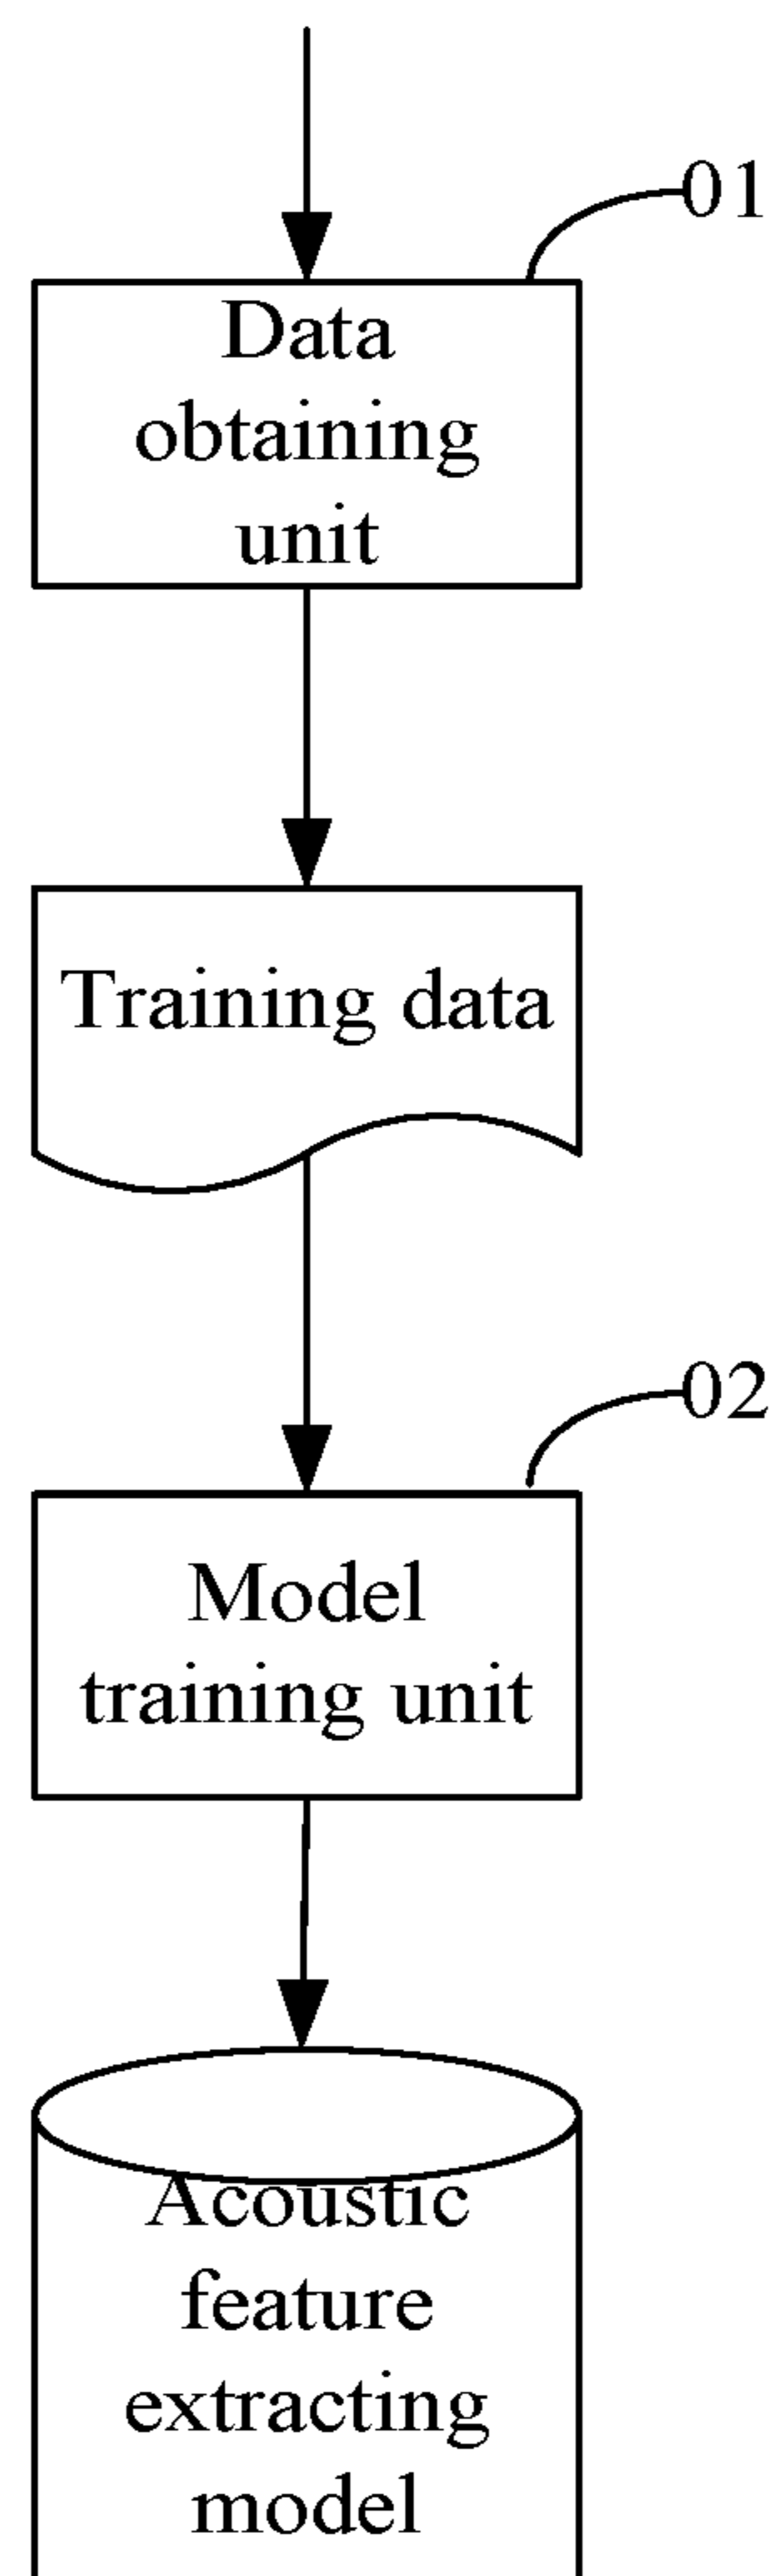 01
Data
obtaining
unit
Training data
02
Model
training unit
Acoustic
feature
extracting
model